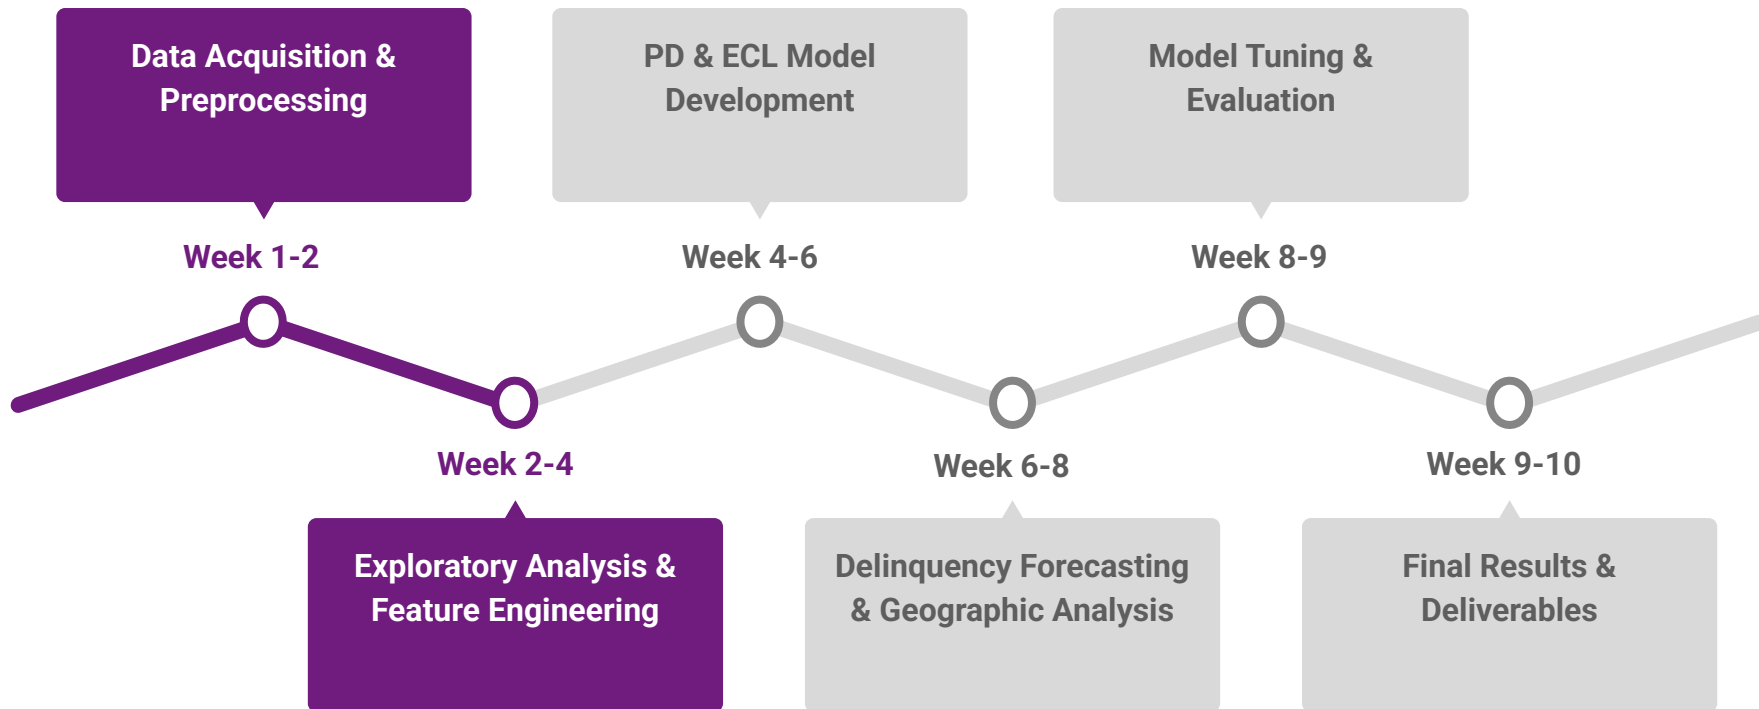 Data Acquisition &
Preprocessing
Week 1-2
PD & ECL Model
Development
Week 4-6
Model Tuning &
Evaluation
Week 8-9
Week 2-4
Exploratory Analysis &
Feature Engineering
Week 6-8
Delinquency Forecasting
& Geographic Analysis
Week 9-10
Final Results &
Deliverables